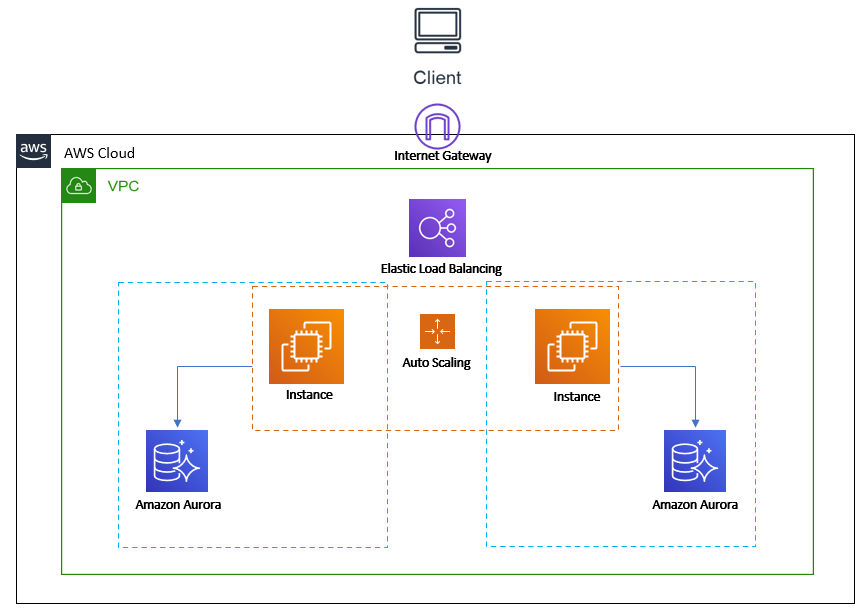 Client
aws
AWS Cloud
Internet Gateway
VPC
Elastic Load Balancing
Auto Scaling
Instance
Instance
Amazon Aurora
Amazon Aurora